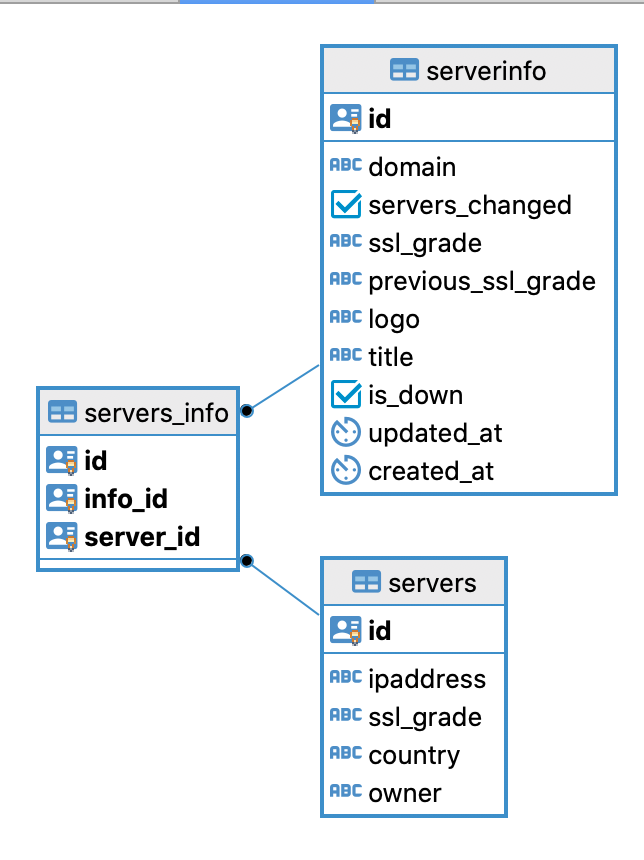 serverinfo
id
ABC domain
servers_changed
ABC ssl_grade
ABC previous_ssl_grade
ABC logo
ABC title
is_down
updated_at
created_at
servers_info
id
info_id
server_id
servers
id
ABC ipaddress
ABC ssl_grade
ABC country
ABC owner